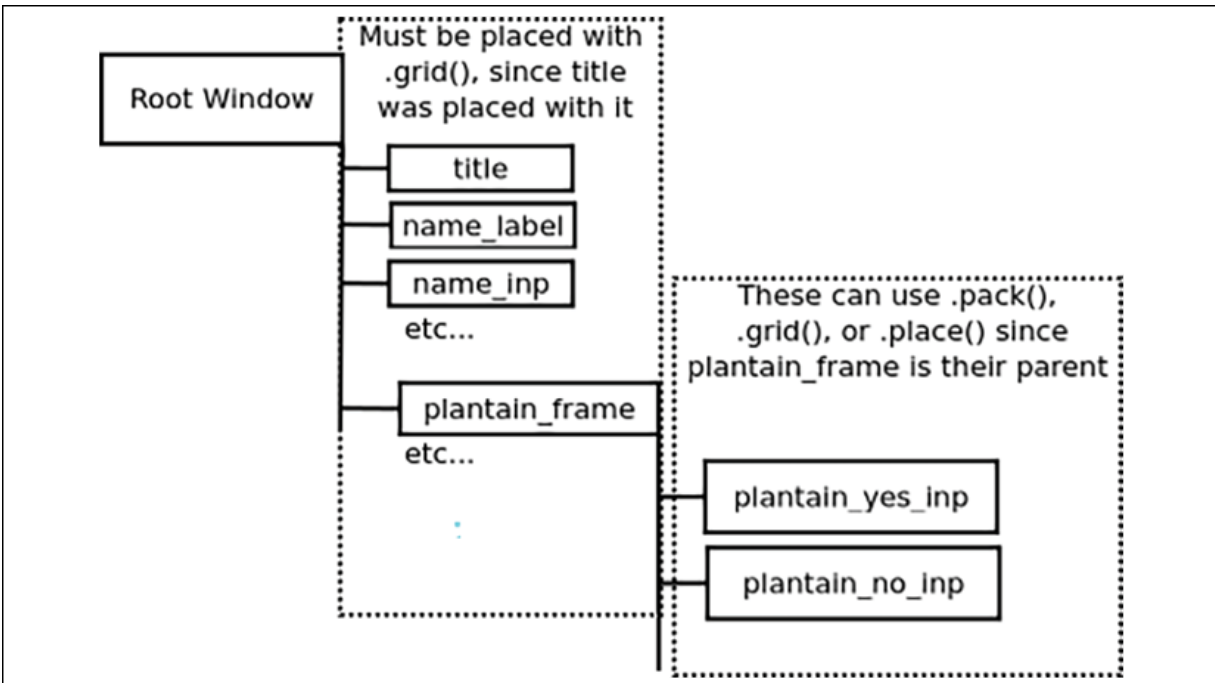 Root Window
Must be placed with
.grid(), since title
was placed with it
title
name_label
name_inp
etc...
plantain_frame
etc...
These can use .pack(),
.grid(), or .place() since
plantain_frame is their parent
plantain_yes_inp
plantain_no_inp